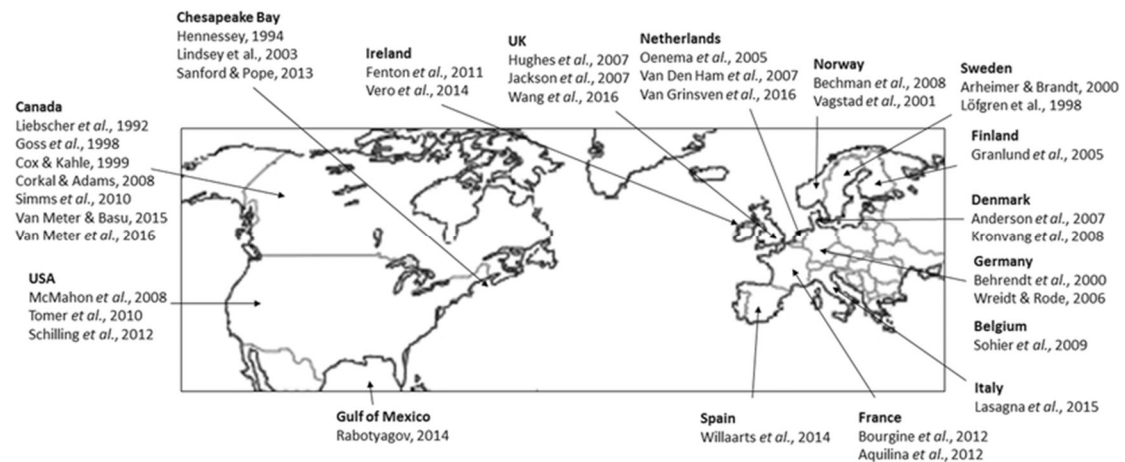 Chesapeake Bay
Hennessey, 1994
Lindsey et al., 2003
Sanford & Pope, 2013
Ireland
Fenton et al., 2011
Vero et al., 2014
UK
Hughes et al., 2007
Jackson et al., 2007
Wang et al., 2016
Netherlands
Oenema et al., 2005
Van Den Ham et al., 2007
Van Grinsven et al., 2016
Norway
Bechman et al., 2008
Vagstad et al., 2001
Sweden
Arheimer & Brandt, 2000
Löfgren et al., 1998
Finland
Granlund et al., 2005
Denmark
Anderson et al., 2007
Kronvang et al., 2008
Germany
Behrendt et al., 2000
Wreidt & Rode, 2006
Belgium
Sohier et al., 2009
Italy
Lasagna et al., 2015
France
Bourgine et al., 2012
Aquilina et al., 2012
Spain
Willaarts et al., 2014
Gulf of Mexico
Rabotyagov, 2014
Canada
Liebscher et al., 1992
Goss et al., 1998
Cox & Kahle, 1999
Corkal & Adams, 2008
Simms et al., 2010
Van Meter & Basu, 2015
Van Meter et al., 2016
USA
McMahon et al., 2008
Tomer et al., 2010
Schilling et al., 2012